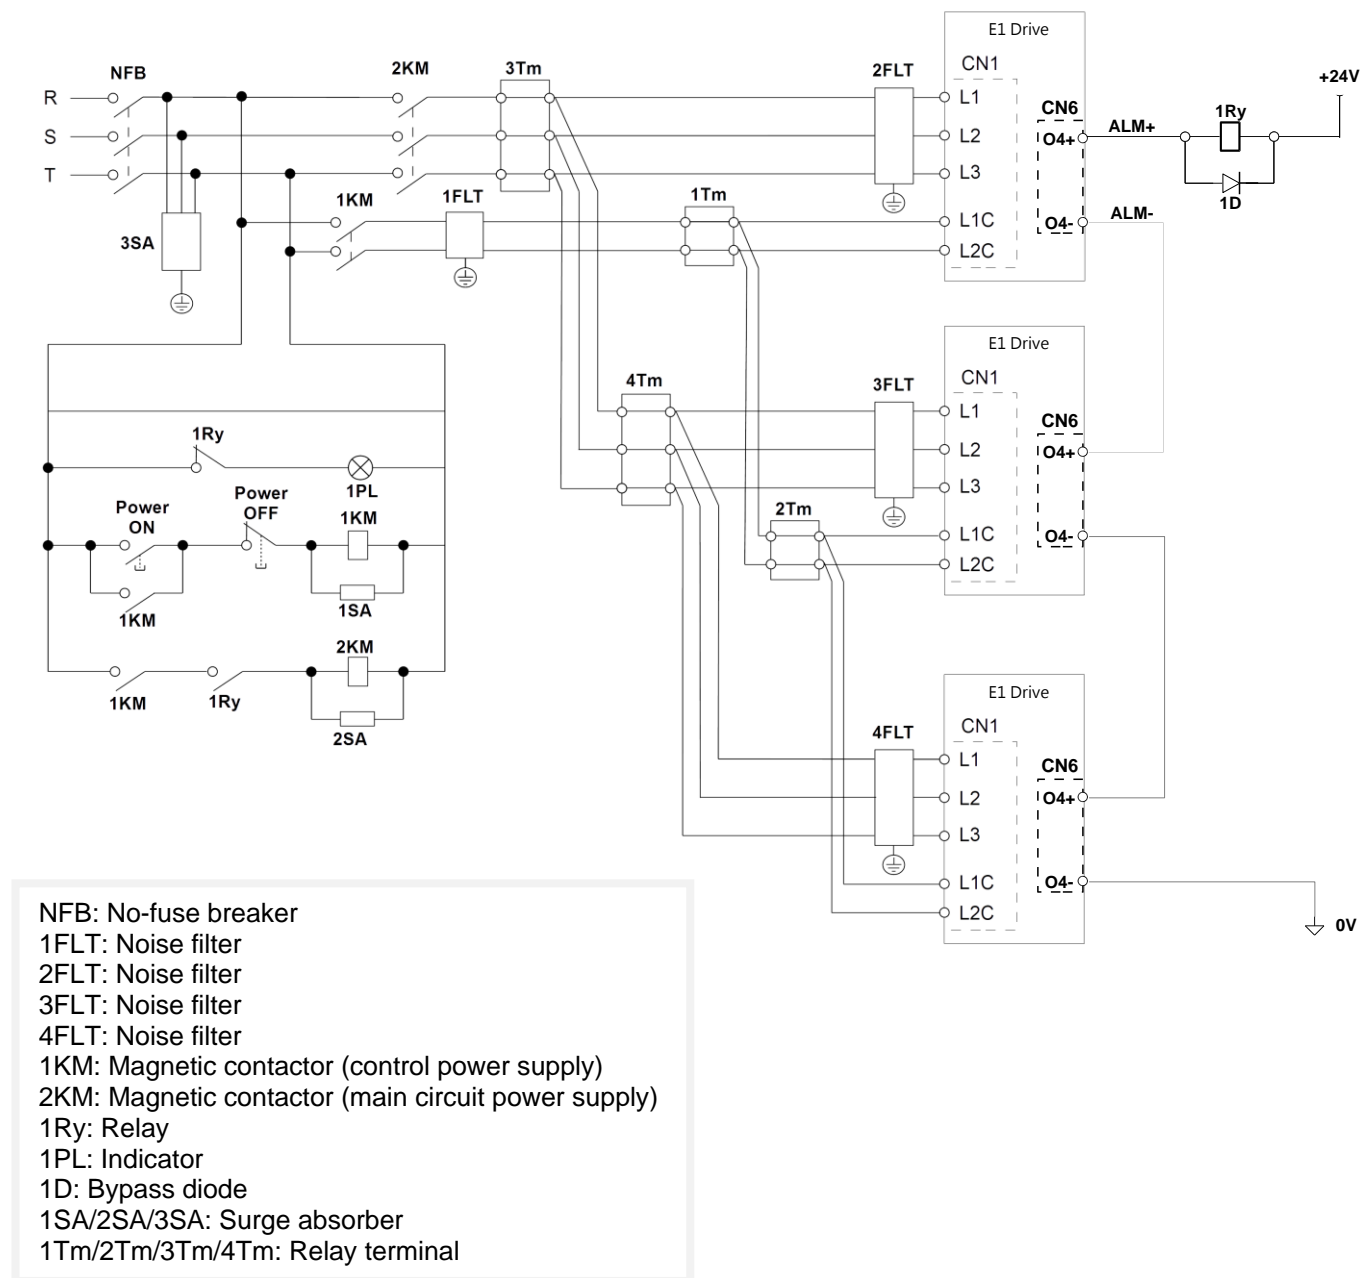 E1 Drive
NFB
2KM
3Tm
2FLT
CN1
+24V
R
L1
CN6
1Ry
S
L2
O4+
ALM+
T
L3
1KM
1FLT
1Tm
1D
3SA
L1C
O4-
ALM-
L2C
E1 Drive
4Tm
3FLT
CN1
L1
CN6
1Ry
L2
O4+
1PL
L3
Power
ON
Power
OFF
1KM
2Tm
L1C
O4-
L2C
1SA
1KM
2KM
1KM
1Ry
2SA
E1 Drive
4FLT
CN1
L1
CN6
L2
O4+
L3
L1C
O4-
L2C
0V
NFB: No-fuse breaker
1FLT: Noise filter
2FLT: Noise filter
3FLT: Noise filter
4FLT: Noise filter
1KM: Magnetic contactor (control power supply)
2KM: Magnetic contactor (main circuit power supply)
1Ry: Relay
1PL: Indicator
1D: Bypass diode
1SA/2SA/3SA: Surge absorber
1Tm/2Tm/3Tm/4Tm: Relay terminal